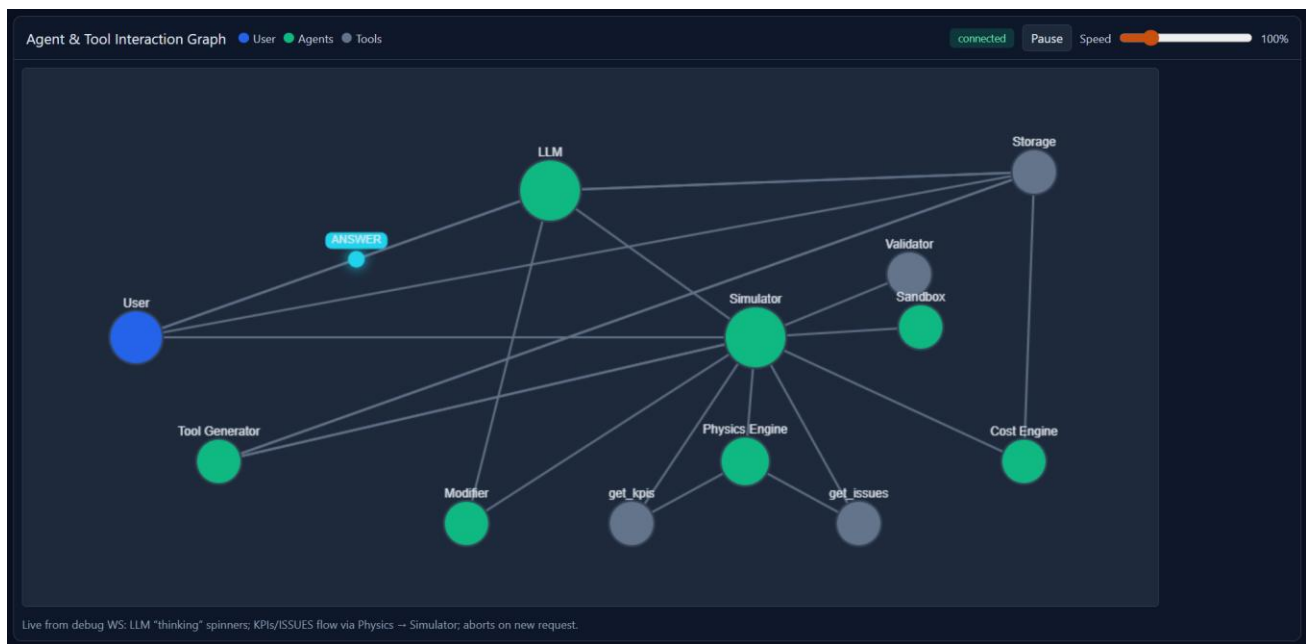 Agent & Tool Interaction Graph User Agents Tools connected Pause Speed 100%
Storage
LLM
ANSWER
Validator
User
Simulator
Sandbox
Tool Generator
Physics Engine
Cost Engine
Modifier
get_kpis
get_issues
Live from debug WS: LLM "thinking" spinners; KPIs/ISSUES flow via Physics → Simulator; aborts on new request.